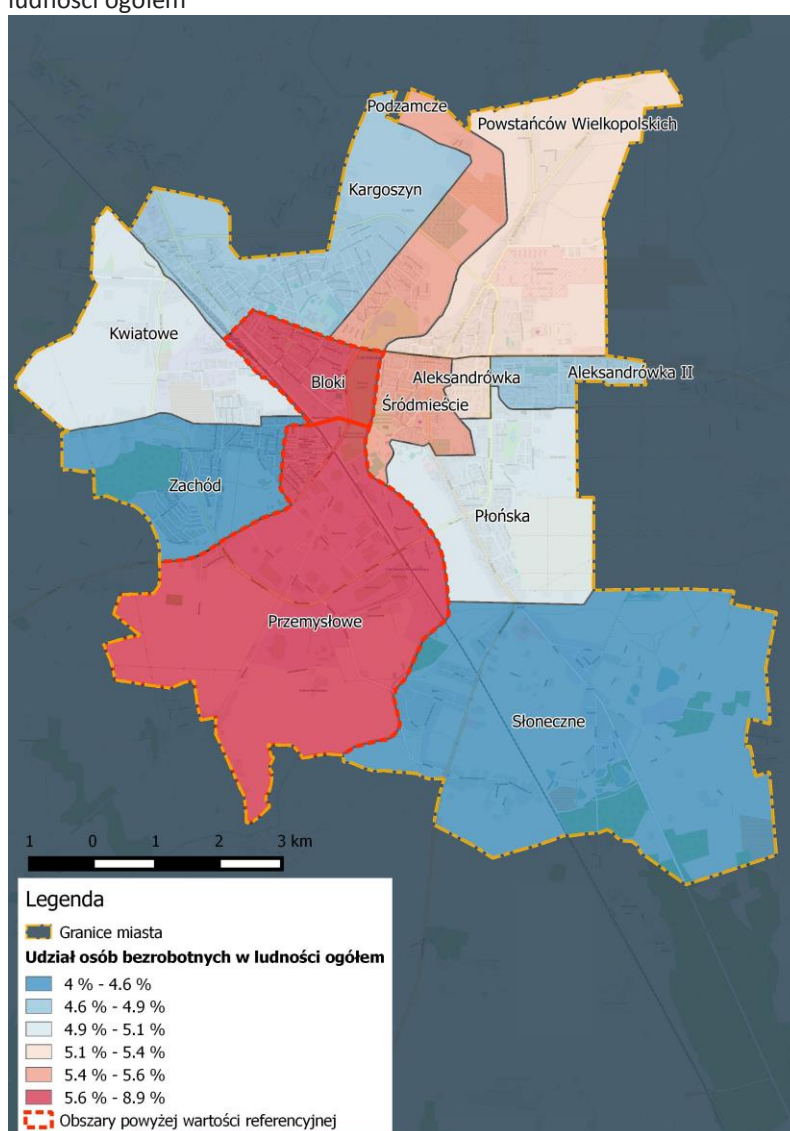 ludności ogółem
Podzamcze
Powstańców Wielkopolskich
Kargoszyn
Kwiatowe
Bloki
Aleksandrówka
Aleksandrówka II
Śródmieście
Zachód
Płońska
Przemysłowe
Słoneczne
1 0 1 2 3 km
Legenda
Granice miasta
Udział osób bezrobotnych w ludności ogółem
4 % - 4.6 %
4.6 % - 4.9 %
4.9 % - 5.1 %
5.1 % - 5.4 %
5.4 % - 5.6 %
5.6 % - 8.9 %
Obszary powyżej wartości referencyjnej